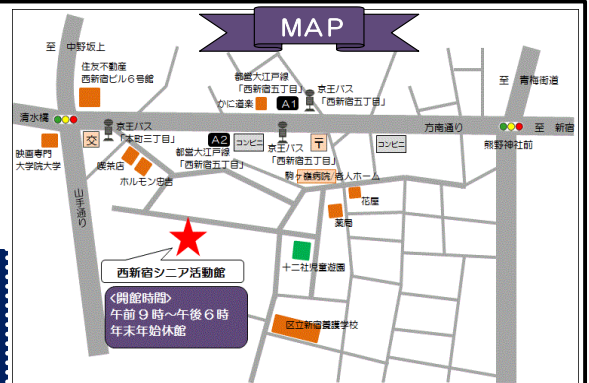 MAP
至 中野坂上
住友不動産
西新宿ビル6号館
都営大江戸線
「西新宿五丁目」
かに道楽
A1
京王バス
「西新宿五丁目」
至 青梅街道
清水橋
方南通り
至 新宿
熊野神社前
交
京王バス
「本町三丁目」
A2
コンビニ
京王バス
「西新宿五丁目」
〒
コンビニ
映画専門
大学院大学
喫茶店
ホルモン忠吉
都営大江戸線
「西新宿五丁目」
駒ヶ嶺病院/老人ホーム
花屋
薬局
山手通り
西新宿シニア活動館
十二社児童遊園
<開館時間>
午前9時~午後6時
年末年始休館
区立新宿養護学校